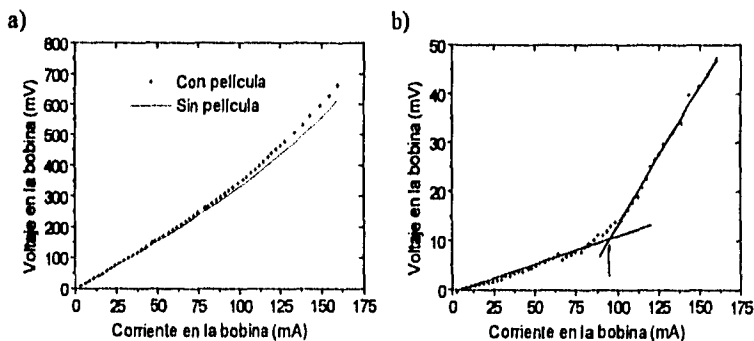 a)
800
700
600
500
400
300
200
100
0
Voltaje en la bobina (mV)
Con película
Sin película
0 25 50 75 100 125 150 175
Corriente en la bobina (mA)
b)
50
40
30
20
10
0
Voltaje en la bobina (mV)
0 25 50 75 100 125 150 175
Corriente en la bobina (mA)